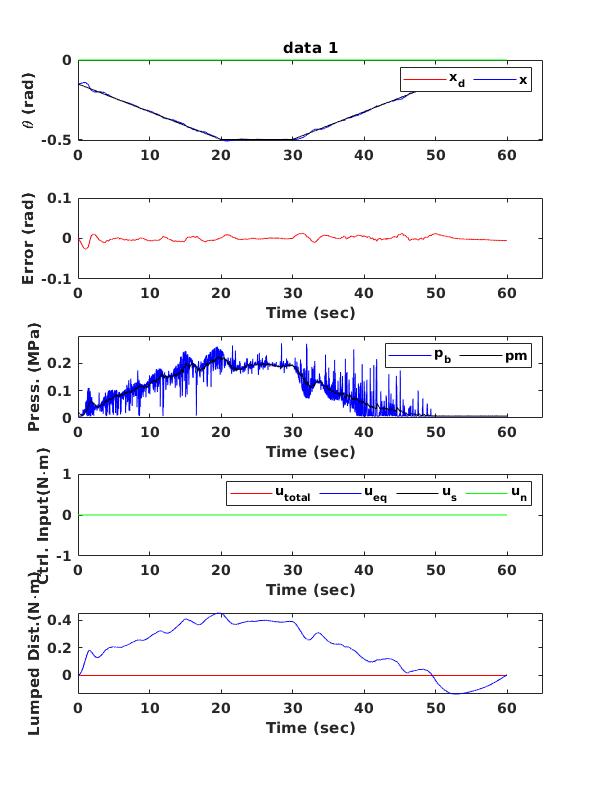 data 1
0
-0.5
θ (rad)
x_d x
0 10 20 30 40 50 60
0.1
0
-0.1
Error (rad)
0 10 20 30 40 50 60
Time (sec)
0.2
0.1
0
Press. (MPa)
p_b pm
0 10 20 30 40 50 60
Time (sec)
1
0
-1
Ctrl. Input(N·m)
u_total u_eq u_s u_n
0 10 20 30 40 50 60
Time (sec)
0.4
0.2
0
Lumped Dist.(N·m)
0 10 20 30 40 50 60
Time (sec)